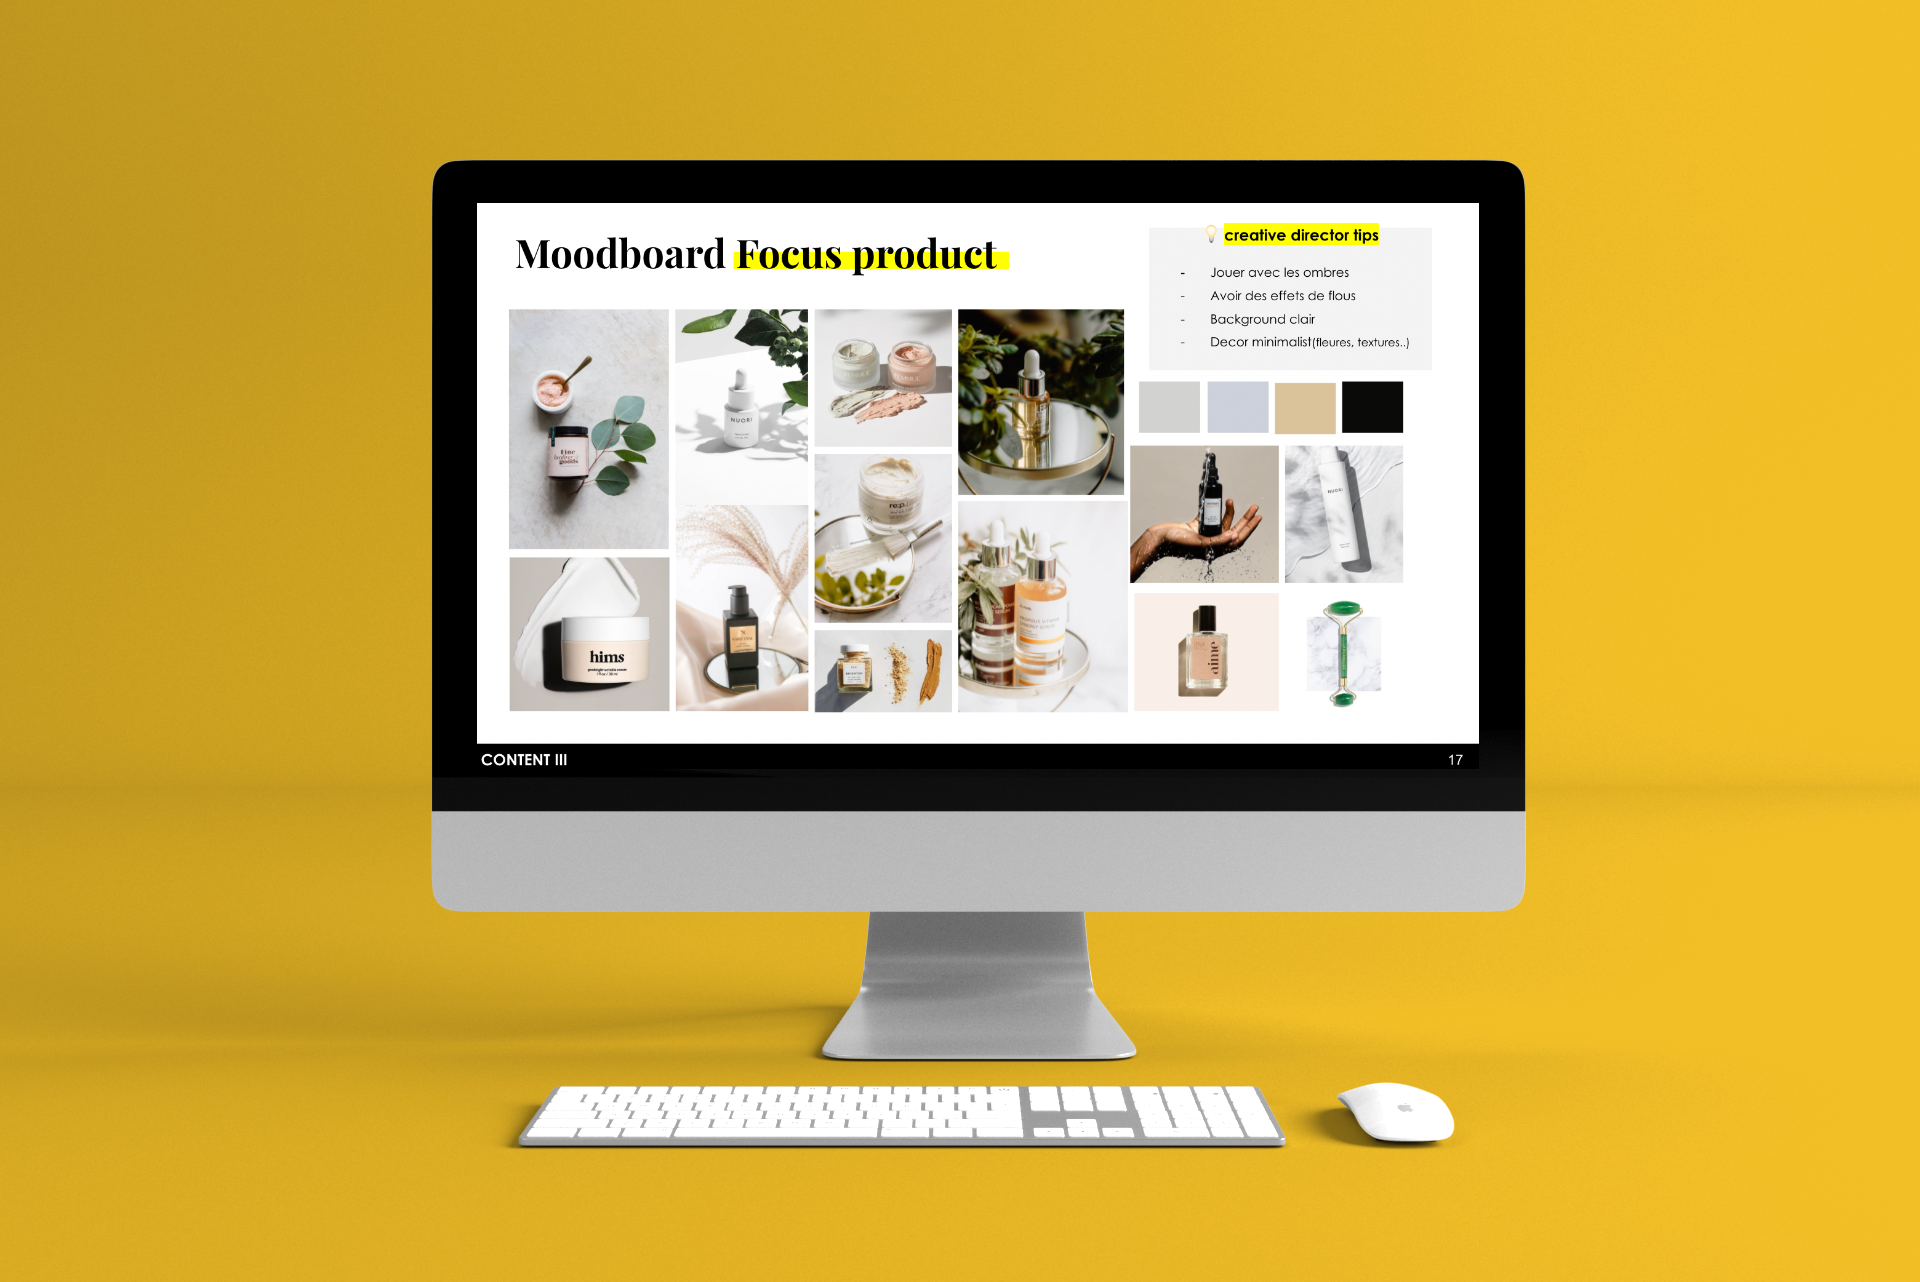 Moodboard Focus product
creative director tips
- Jouer avec les ombres
- Avoir des effets de flous
- Background clair
- Decor minimalist(fleures, textures..)
NUORI
hims
aime
NUORI
CONTENT III
17